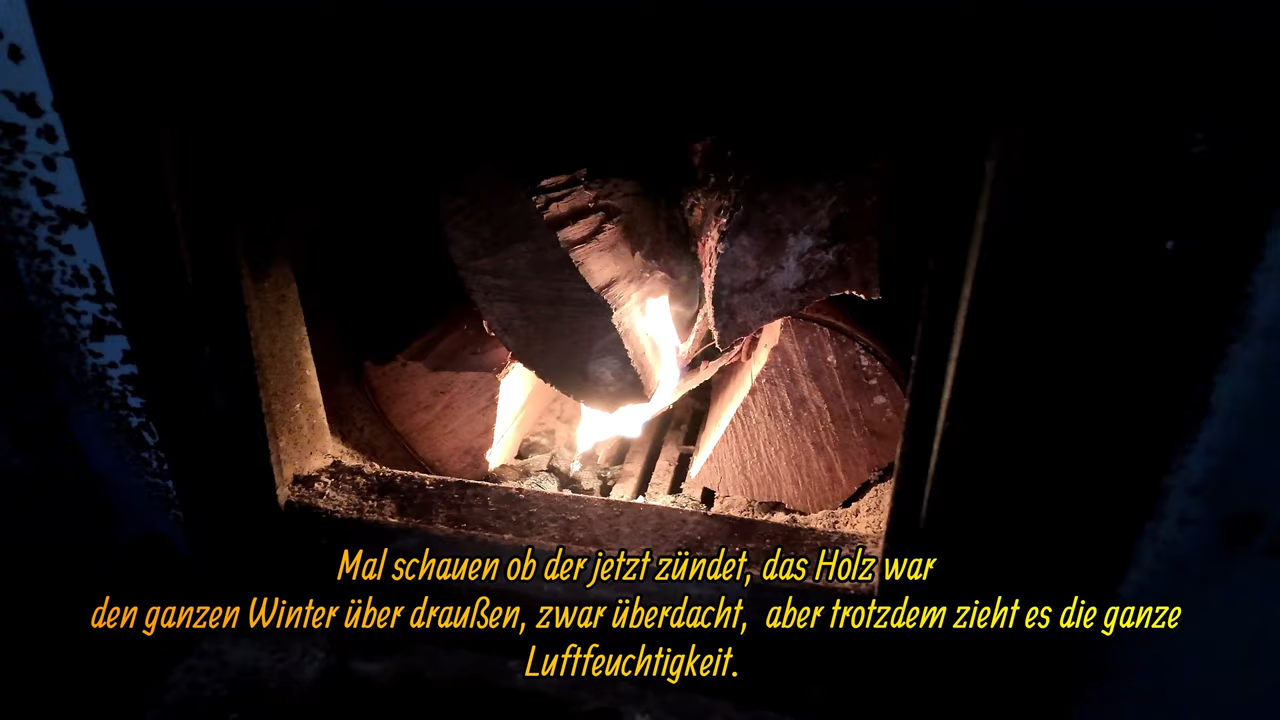 Mal schauen ob der jetzt zündet, das Holz war
den ganzen Winter über draußen, zwar überdacht,  aber trotzdem zieht es die ganze
Luftfeuchtigkeit.